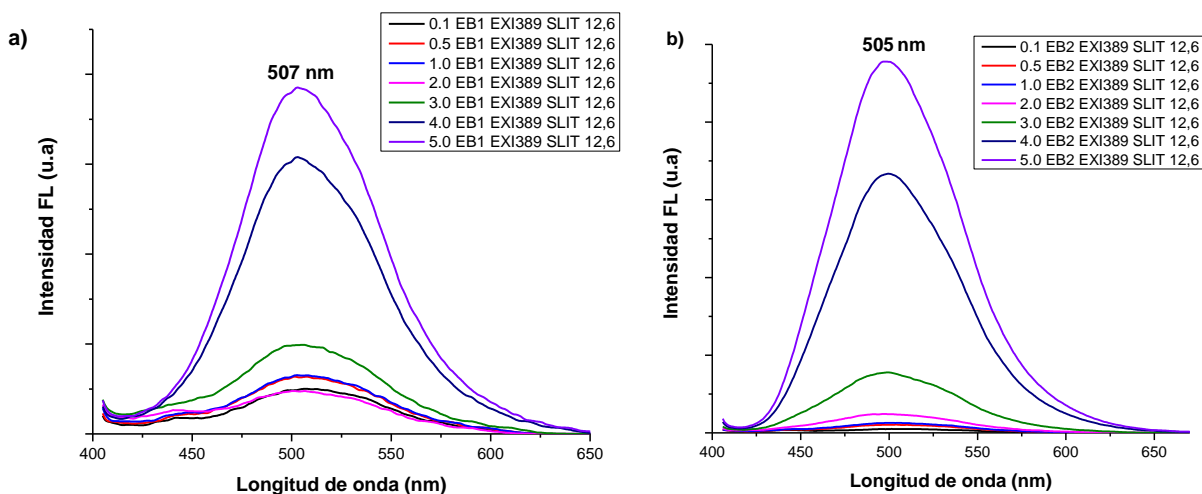 a)
507 nm
0.1 EB1 EXI389 SLIT 12,6
0.5 EB1 EXI389 SLIT 12,6
1.0 EB1 EXI389 SLIT 12,6
2.0 EB1 EXI389 SLIT 12,6
3.0 EB1 EXI389 SLIT 12,6
4.0 EB1 EXI389 SLIT 12,6
5.0 EB1 EXI389 SLIT 12,6
Intensidad FL (u.a)
400 450 500 550 600 650
Longitud de onda (nm)
b)
505 nm
0.1 EB2 EXI389 SLIT 12,6
0.5 EB2 EXI389 SLIT 12,6
1.0 EB2 EXI389 SLIT 12,6
2.0 EB2 EXI389 SLIT 12,6
3.0 EB2 EXI389 SLIT 12,6
4.0 EB2 EXI389 SLIT 12,6
5.0 EB2 EXI389 SLIT 12,6
Intensidad FL (u.a)
400 450 500 550 600 650
Longitud de onda (nm)